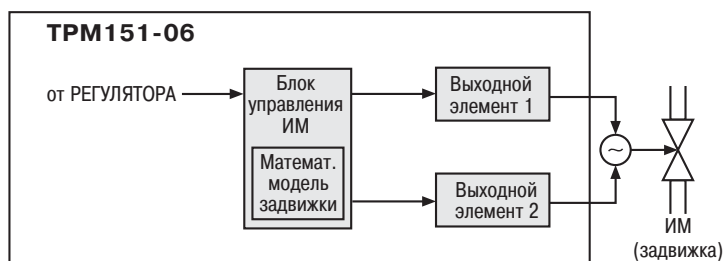 ТРМ151-06
от РЕГУЛЯТОРА
Блок
управления
ИМ
Математ.
модель
задвижки
Выходной
элемент 1
Выходной
элемент 2
~
ИМ
(задвижка)